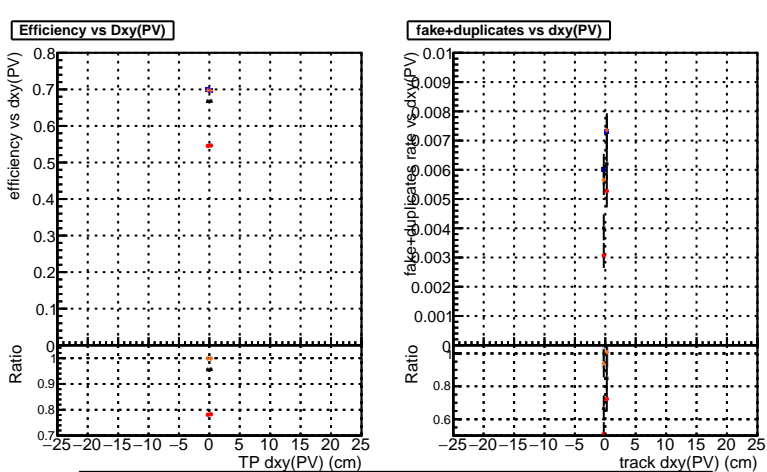 Efficiency vs Dxy(PV)
efficiency vs dxy(PV)
0.8
0.7
0.6
0.5
0.4
0.3
0.2
0.1
0
Ratio
1
0.9
0.8
0.7
−25 −20 −15 −10 −5 0 5 10 15 20 25
TP dxy(PV) (cm)
fake+duplicates vs dxy(PV)
fake+duplicates rate vs dxy(PV)
0.01
0.009
0.008
0.007
0.006
0.005
0.004
0.003
0.002
0.001
0
Ratio
1
0.8
0.6
−25 −20 −15 −10 −5 0 5 10 15 20 25
track dxy(PV) (cm)